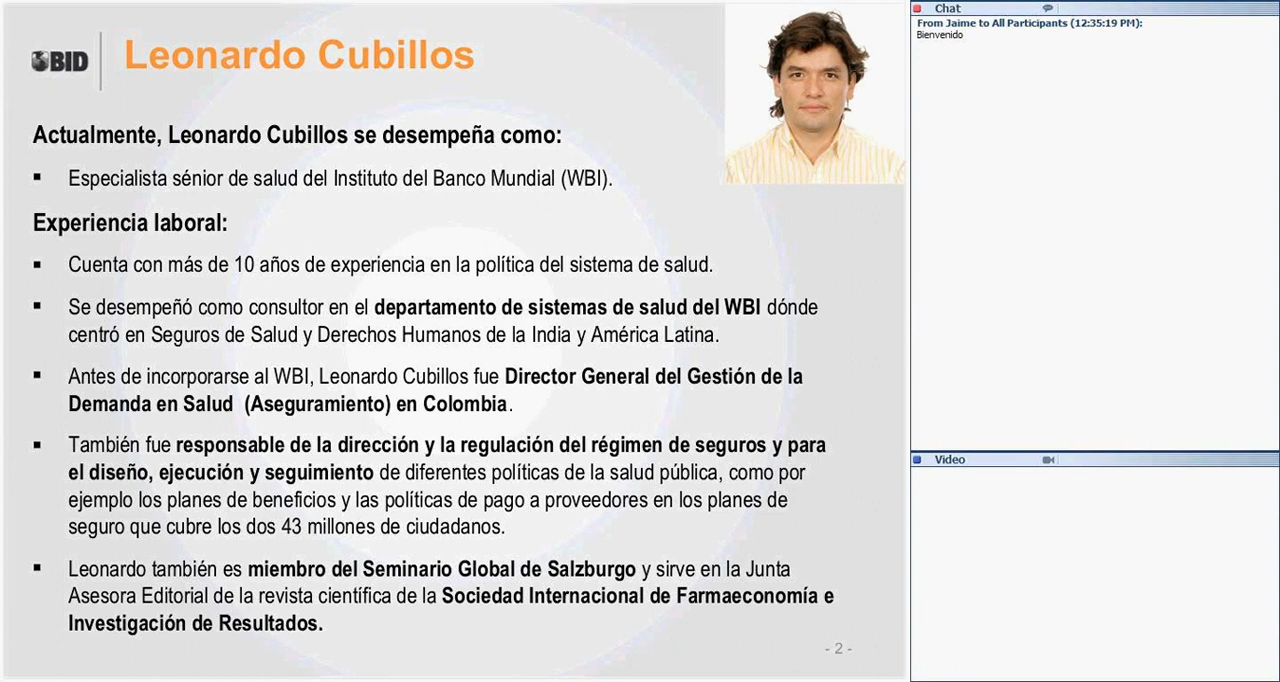 BID
Leonardo Cubillos
Actualmente, Leonardo Cubillos se desempeña como:
▪ Especialista sénior de salud del Instituto del Banco Mundial (WBI).
Experiencia laboral:
▪ Cuenta con más de 10 años de experiencia en la política del sistema de salud.
▪ Se desempeñó como consultor en el departamento de sistemas de salud del WBI dónde
centró en Seguros de Salud y Derechos Humanos de la India y América Latina.
▪ Antes de incorporarse al WBI, Leonardo Cubillos fue Director General del Gestión de la
Demanda en Salud (Aseguramiento) en Colombia.
▪ También fue responsable de la dirección y la regulación del régimen de seguros y para
el diseño, ejecución y seguimiento de diferentes políticas de la salud pública, como por
ejemplo los planes de beneficios y las políticas de pago a proveedores en los planes de
seguro que cubre los dos 43 millones de ciudadanos.
▪ Leonardo también es miembro del Seminario Global de Salzburgo y sirve en la Junta
Asesora Editorial de la revista científica de la Sociedad Internacional de Farmaeconomía e
Investigación de Resultados.
- 2 -
Chat
From Jaime to All Participants (12:35:19 PM):
Bienvenido
Video